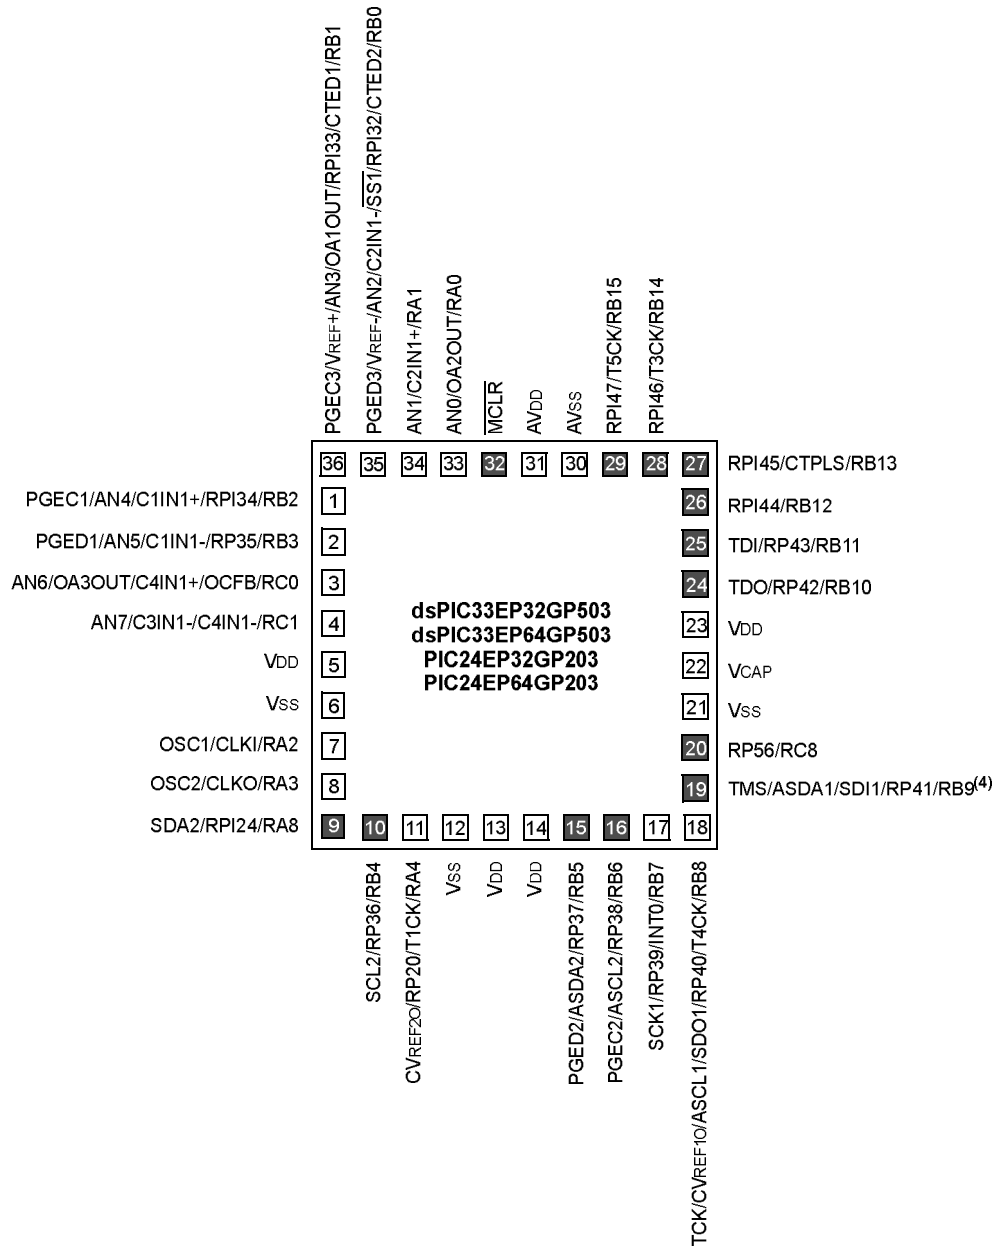 PGEC3/VREF+/AN3/OA1OUT/RPI33/CTED1/RB1
PGED3/VREF-/AN2/C2IN1-/SS1/RPI32/CTED2/RB0
AN1/C2IN1+/RA1
AN0/OA2OUT/RA0
MCLR
AVDD
AVSS
RPI47/T5CK/RB15
RPI46/T3CK/RB14
36 35 34 33 32 31 30 29 28 27 RPI45/CTPLS/RB13
PGEC1/AN4/C1IN1+/RPI34/RB2 1 26 RPI44/RB12
PGED1/AN5/C1IN1-/RP35/RB3 2 25 TDI/RP43/RB11
AN6/OA3OUT/C4IN1+/OCFB/RC0 3 24 TDO/RP42/RB10
dsPIC33EP32GP503
dsPIC33EP64GP503
PIC24EP32GP203
PIC24EP64GP203
AN7/C3IN1-/C4IN1-/RC1 4 23 VDD
VDD 5 22 VCAP
VSS 6 21 VSS
OSC1/CLKI/RA2 7 20 RP56/RC8
OSC2/CLKO/RA3 8 19 TMS/ASDA1/SDI1/RP41/RB9(4)
SDA2/RPI24/RA8 9 10 11 12 13 14 15 16 17 18
SCL2/RP36/RB4
CVREF2O/RP20/T1CK/RA4
VSS
VDD
VDD
PGED2/ASDA2/RP37/RB5
PGEC2/ASCL2/RP38/RB6
SCK1/RP39/INT0/RB7
TCK/CVREF1O/ASCL1/SDO1/RP40/T4CK/RB8